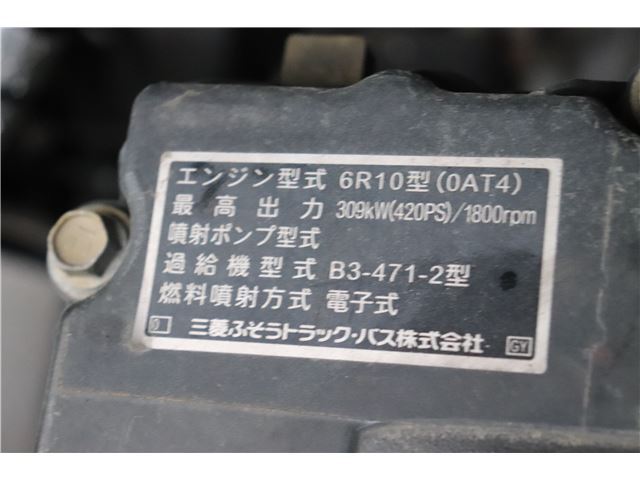 エンジン型式 6R10型(0AT4)
最高出力 309kW(420PS)/1800rpm
噴射ポンプ型式
過給機型式 B3-471-2型
燃料噴射方式 電子式
三菱ふそうトラック・バス株式会社 GY